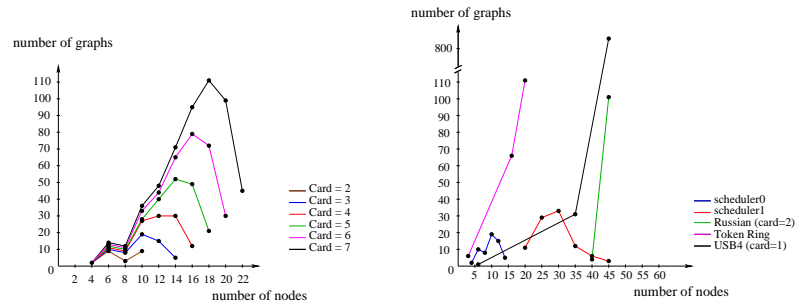 number of graphs
110
100
90
80
70
60
50
40
30
20
10
2 4 6 8 10 12 14 16 18 20 22
number of nodes
Card = 2
Card = 3
Card = 4
Card = 5
Card = 6
Card = 7
number of graphs
800
110
100
90
80
70
60
50
40
30
20
10
0
5 10 15 20 25 30 35 40 45 50 55 60
number of nodes
scheduler0
scheduler1
Russian (card=2)
Token Ring
USB4 (card=1)